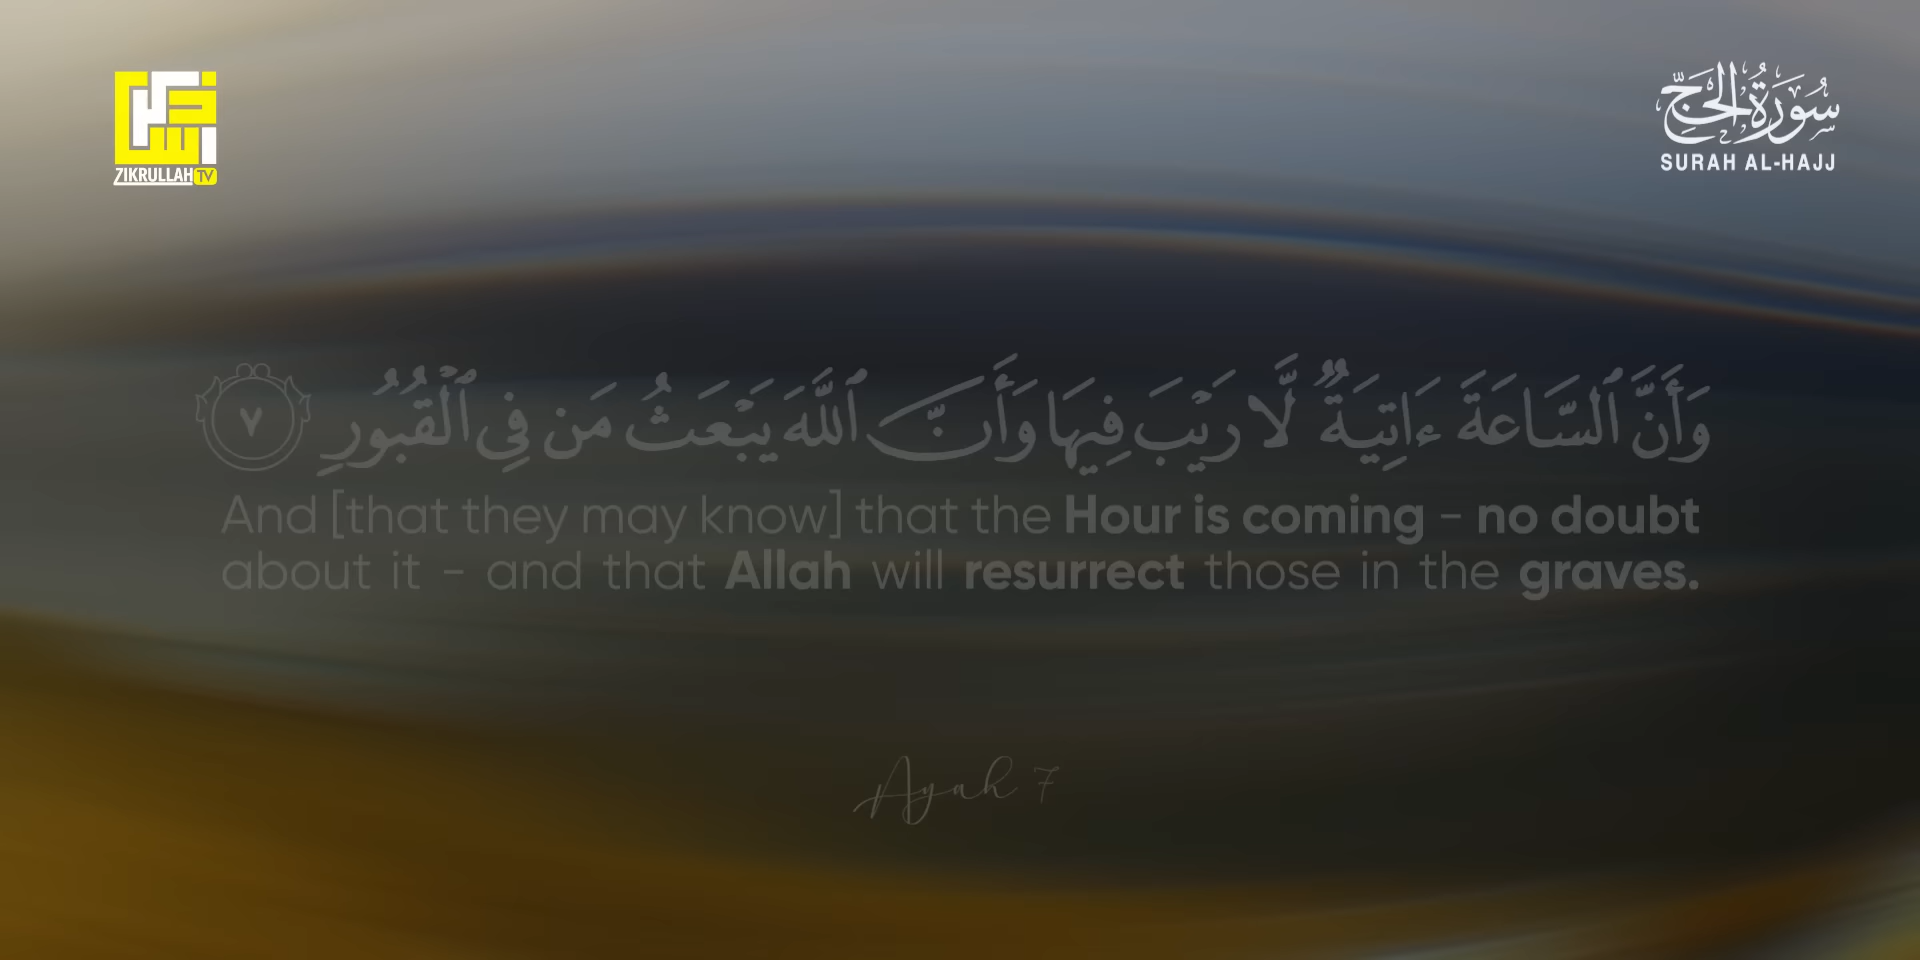 ZIKRULLAH TV
سُورَةُ الحَجِّ
SURAH AL-HAJJ
وَأَنَّ ٱلسَّاعَةَ ءَاتِيَةٌ لَّا رَيْبَ فِيهَا وَأَنَّ ٱللَّهَ يَبْعَثُ مَن فِى ٱلْقُبُورِ ٧
And [that they may know] that the Hour is coming - no doubt
about it - and that Allah will resurrect those in the graves.
Ayah 7